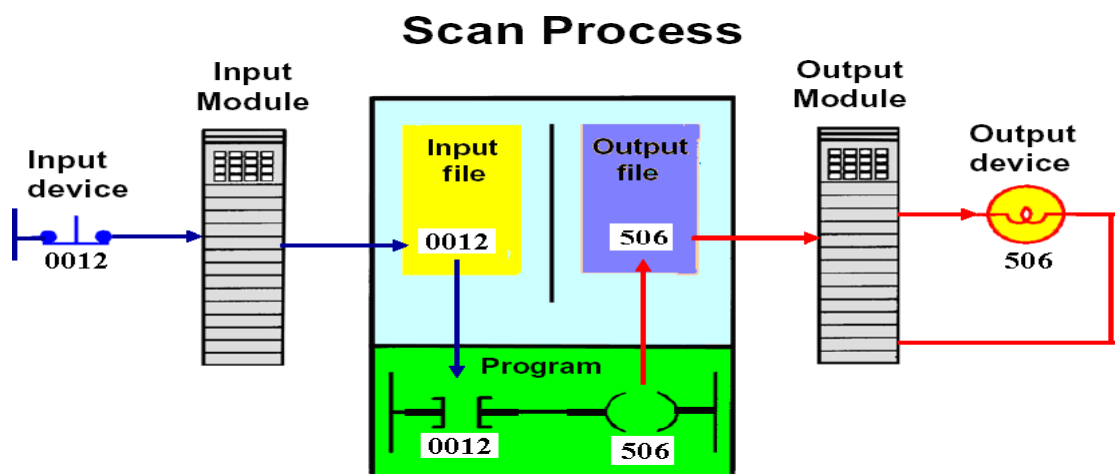 Scan Process
Input
Module
Output
Module
Input
device
Output
device
Input
file
Output
file
0012
506
0012
506
Program
0012
506